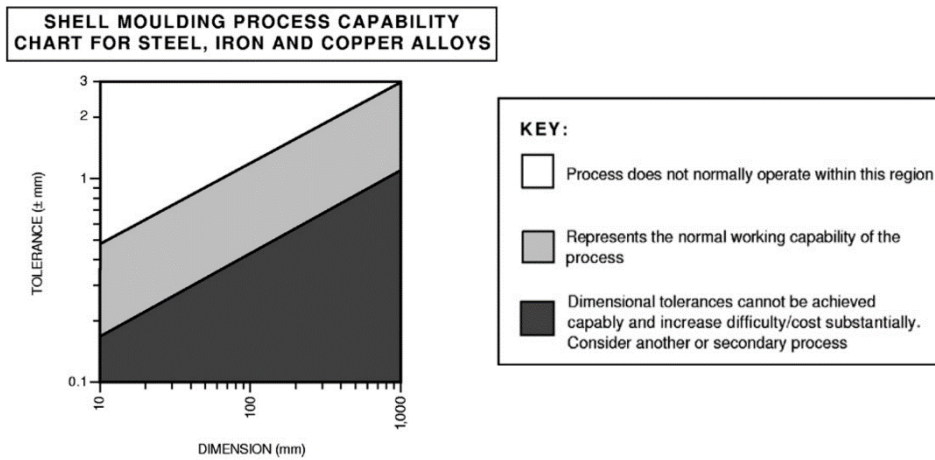 SHELL MOULDING PROCESS CAPABILITY
CHART FOR STEEL, IRON AND COPPER ALLOYS
3
2
1
0.1
TOLERANCE (± mm)
10
100
1,000
DIMENSION (mm)
KEY:
Process does not normally operate within this region
Represents the normal working capability of the
process
Dimensional tolerances cannot be achieved
capably and increase difficulty/cost substantially.
Consider another or secondary process